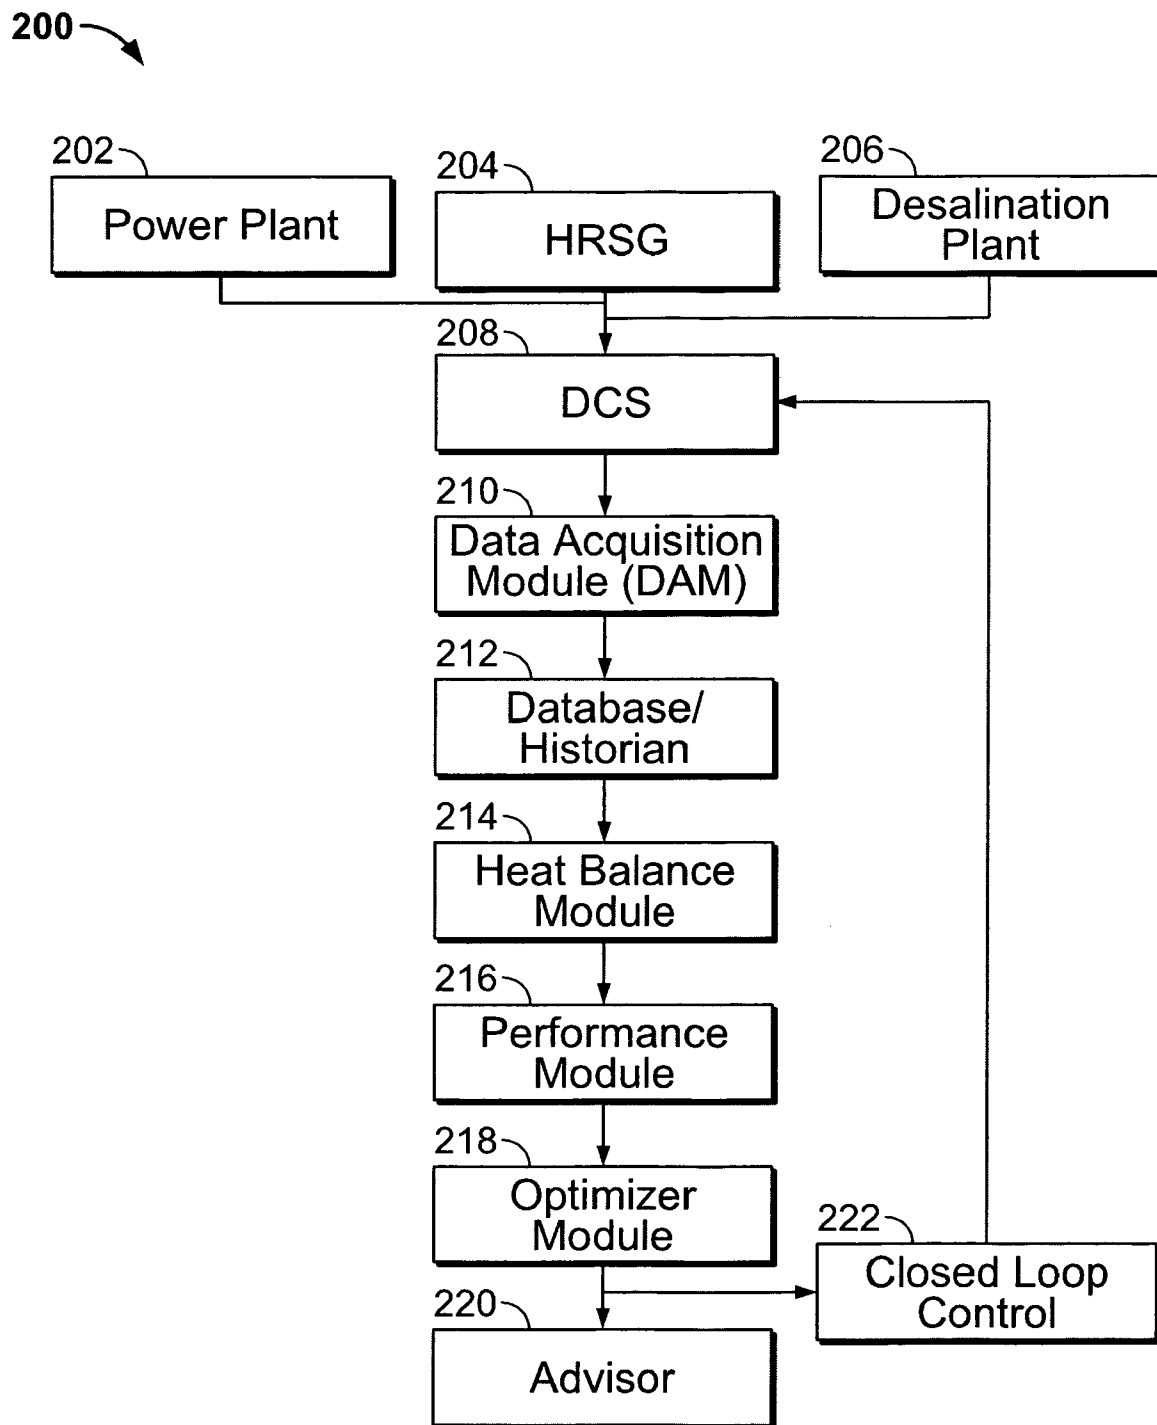 200
202
Power Plant
204
HRSG
206
Desalination
Plant
208
DCS
210
Data Acquisition
Module (DAM)
212
Database/
Historian
214
Heat Balance
Module
216
Performance
Module
218
Optimizer
Module
222
Closed Loop
Control
220
Advisor